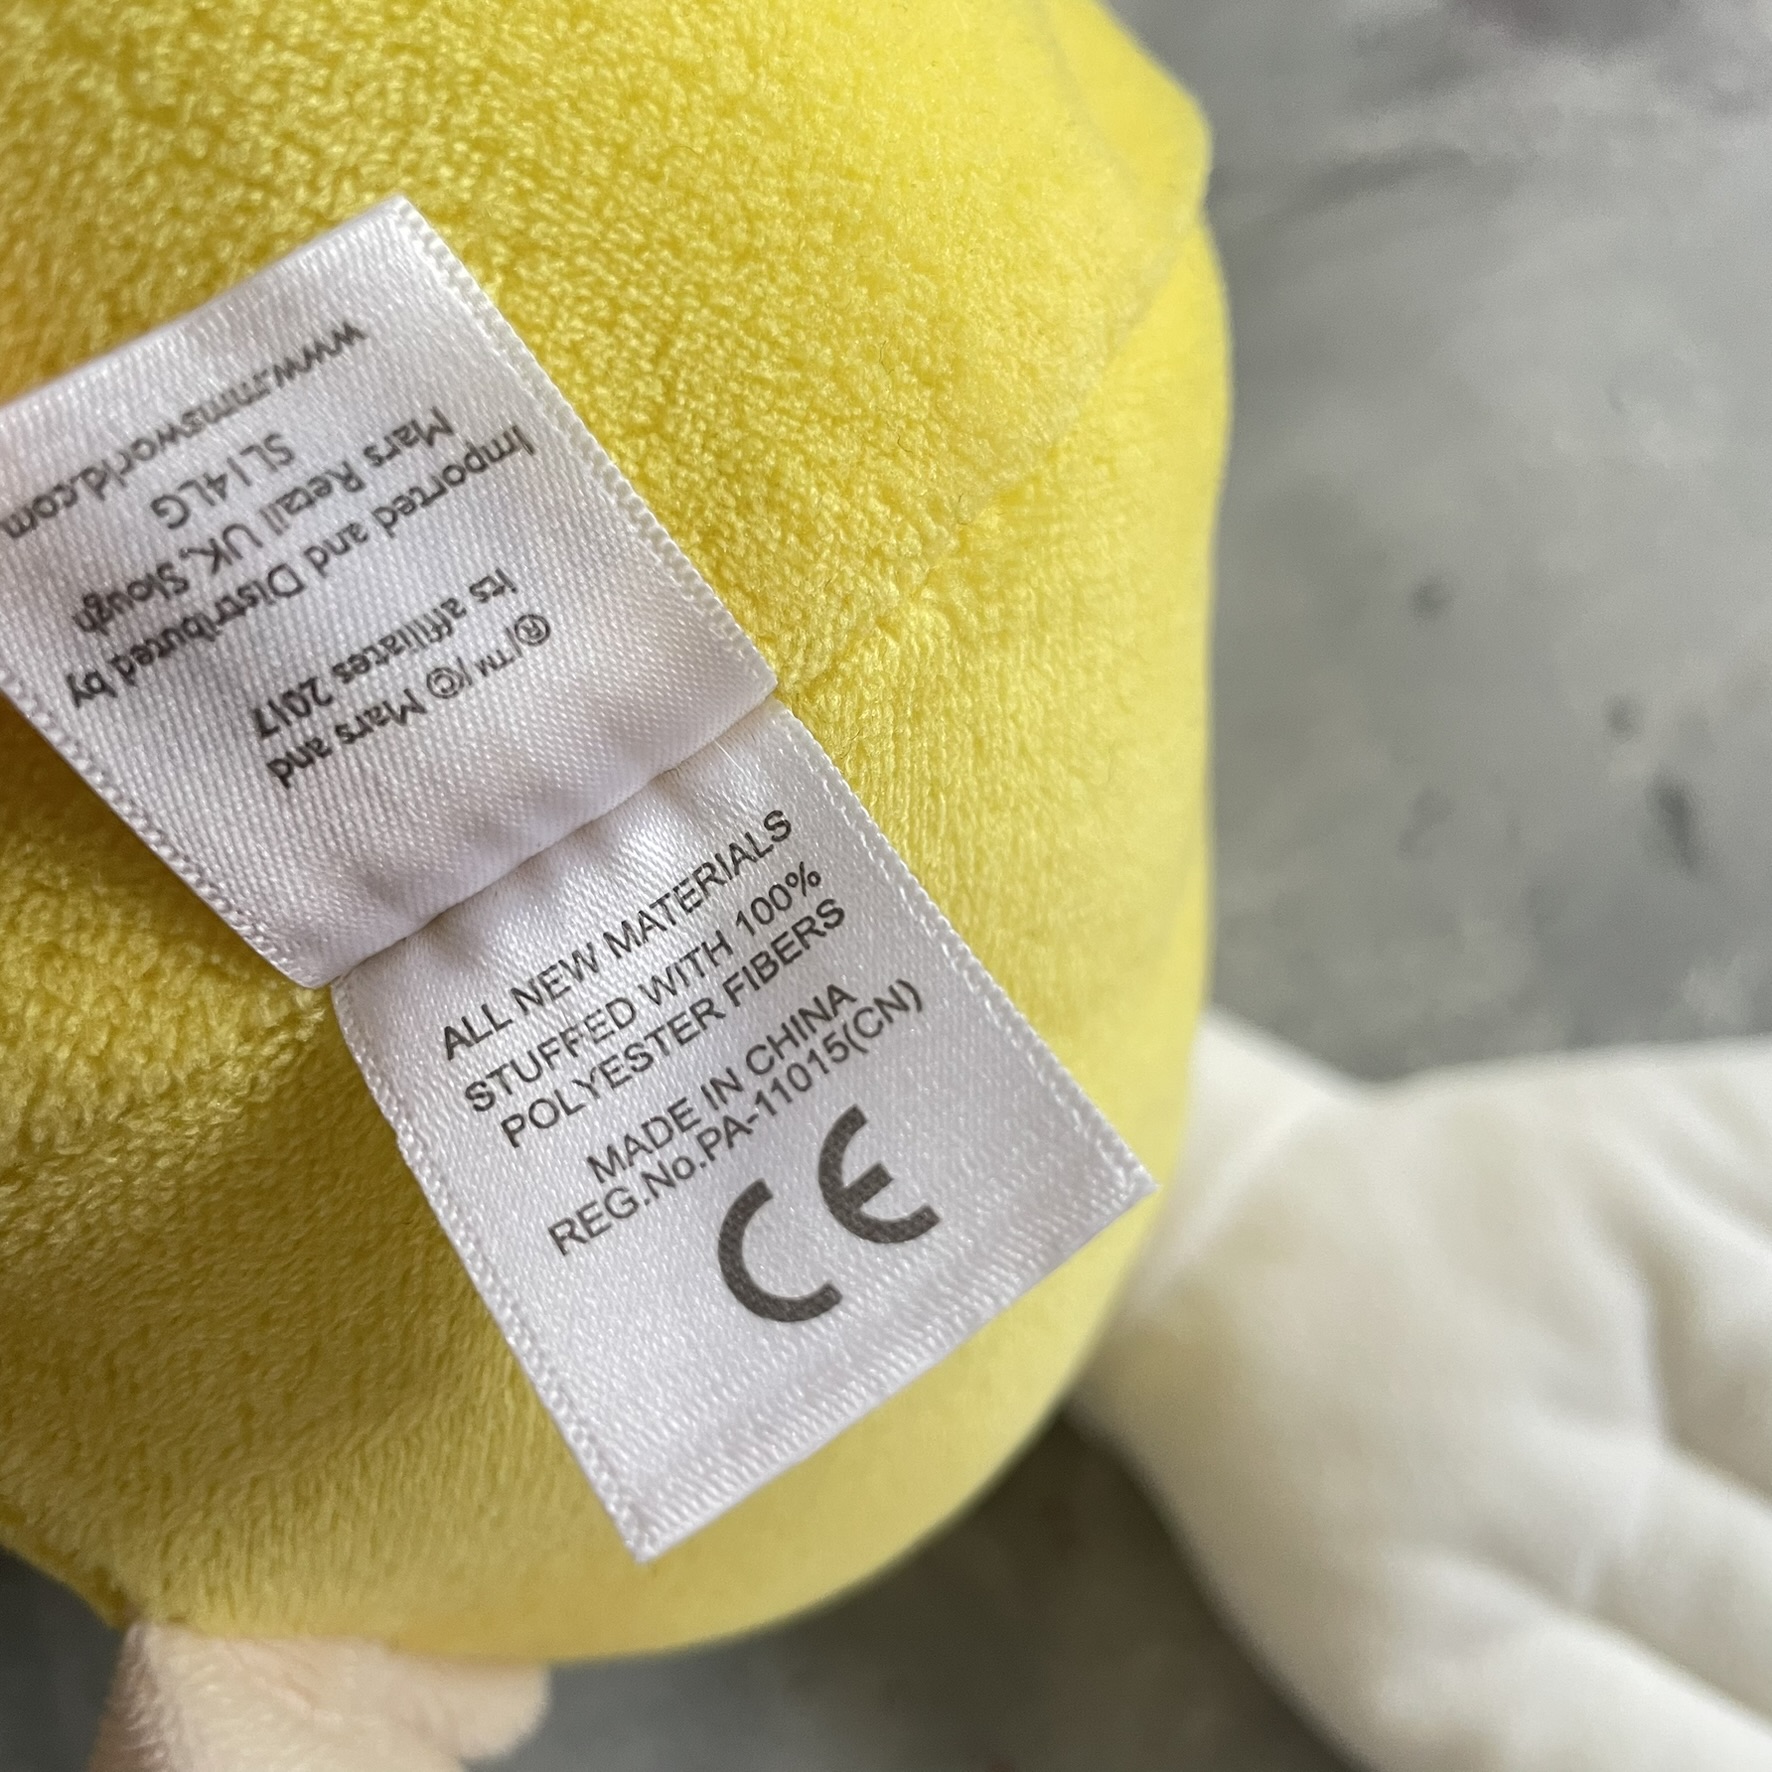 ®/™/© Mars and
its affiliates 2017
Imported and Distributed by
Mars Retail UK, Slough
SL1 4LG
www.mmsworld.com
ALL NEW MATERIALS
STUFFED WITH 100%
POLYESTER FIBERS
MADE IN CHINA
REG.No.PA-11015(CN)
CE